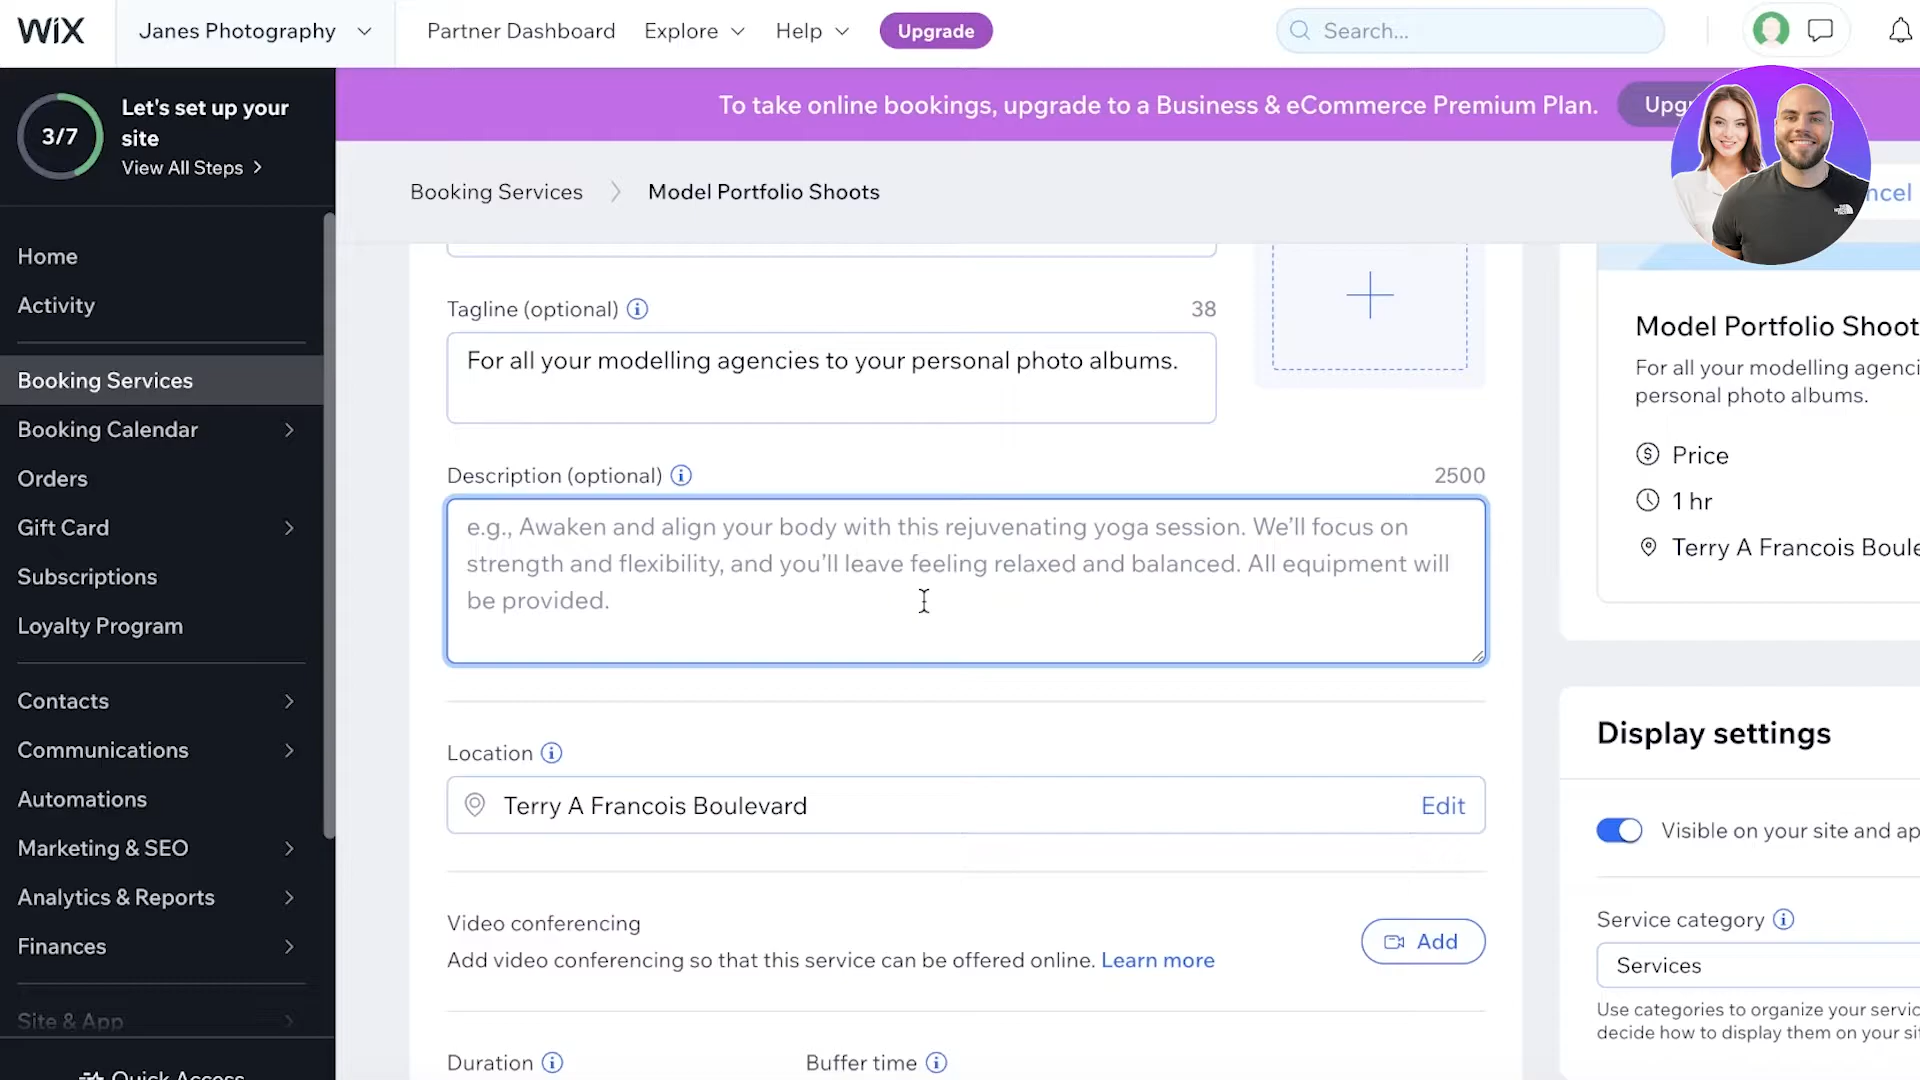 WiX
Janes Photography
Partner Dashboard
Explore
Help
Upgrade
Search...
3/7
Let's set up your
site
View All Steps
To take online bookings, upgrade to a Business & eCommerce Premium Plan.
Booking Services
Model Portfolio Shoots
Home
Activity
Booking Services
Booking Calendar
Orders
Gift Card
Subscriptions
Loyalty Program
Contacts
Communications
Automations
Marketing & SEO
Analytics & Reports
Finances
Site & App
Quick Access
Tagline (optional)
38
For all your modelling agencies to your personal photo albums.
Description (optional)
2500
e.g., Awaken and align your body with this rejuvenating yoga session. We'll focus on
strength and flexibility, and you'll leave feeling relaxed and balanced. All equipment will
be provided.
Location
Terry A Francois Boulevard
Edit
Video conferencing
Add video conferencing so that this service can be offered online. Learn more
Add
Duration
Buffer time
Model Portfolio Shoot
For all your modelling agenci
personal photo albums.
Price
1 hr
Terry A Francois Boule
Display settings
Visible on your site and ap
Service category
Services
Use categories to organize your servic
decide how to display them on your si